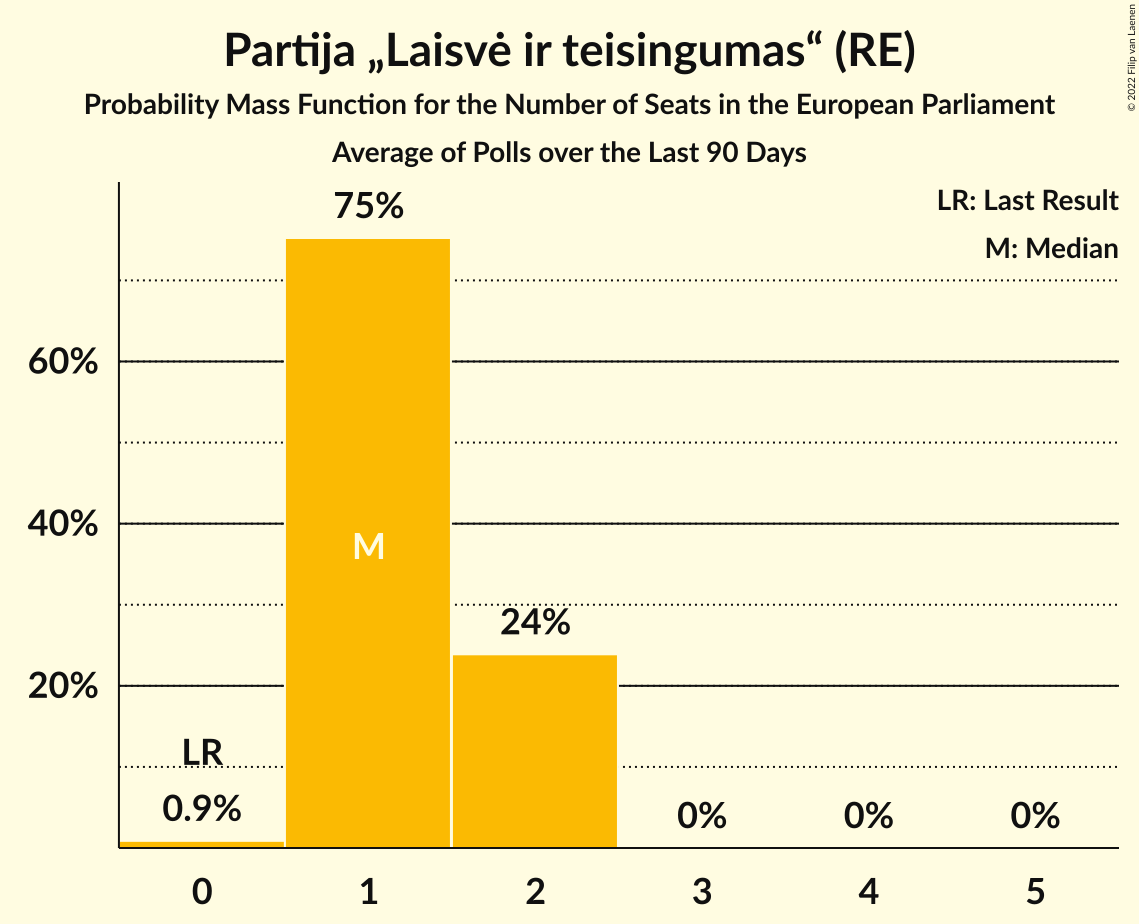 Partija „Laisvė ir teisingumas“ (RE)
Probability Mass Function for the Number of Seats in the European Parliament
Average of Polls over the Last 90 Days
© 2022 Filip van Laenen
LR: Last Result
M: Median
75%
60%
40%
M
24%
20%
LR
0.9%
0%
0%
0%
0
1
2
3
4
5